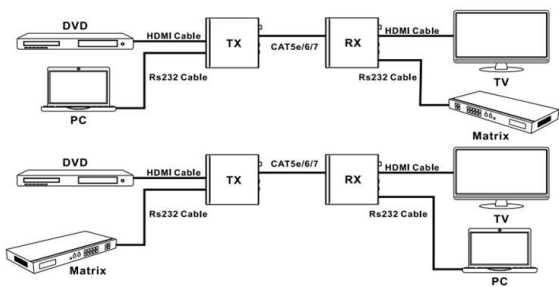 DVD
HDMI Cable
TX
CAT5e/6/7
RX
HDMI Cable
Rs232 Cable
Rs232 Cable
TV
PC
Matrix
DVD
HDMI Cable
TX
CAT5e/6/7
RX
HDMI Cable
Rs232 Cable
Rs232 Cable
TV
Matrix
PC